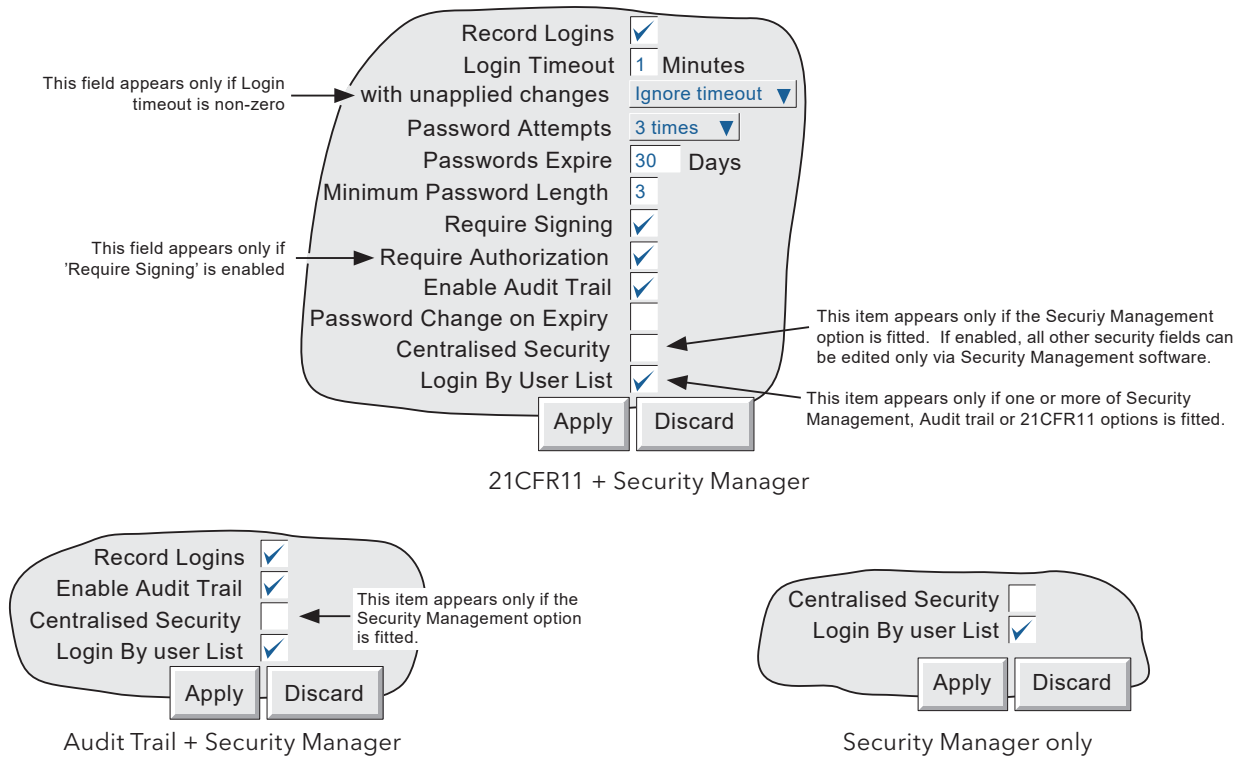 Record Logins
Login Timeout 1 Minutes
This field appears only if Login
timeout is non-zero
with unapplied changes Ignore timeout
Password Attempts 3 times
Passwords Expire 30 Days
Minimum Password Length 3
Require Signing
This field appears only if
'Require Signing' is enabled
Require Authorization
Enable Audit Trail
Password Change on Expiry
Centralised Security
This item appears only if the Securiy Management
option is fitted. If enabled, all other security fields can
be edited only via Security Management software.
Login By User List
This item appears only if one or more of Security
Management, Audit trail or 21CFR11 options is fitted.
Apply Discard
21CFR11 + Security Manager
Record Logins
Enable Audit Trail
Centralised Security
This item appears only if the
Security Management option
is fitted.
Login By user List
Apply Discard
Audit Trail + Security Manager
Centralised Security
Login By user List
Apply Discard
Security Manager only